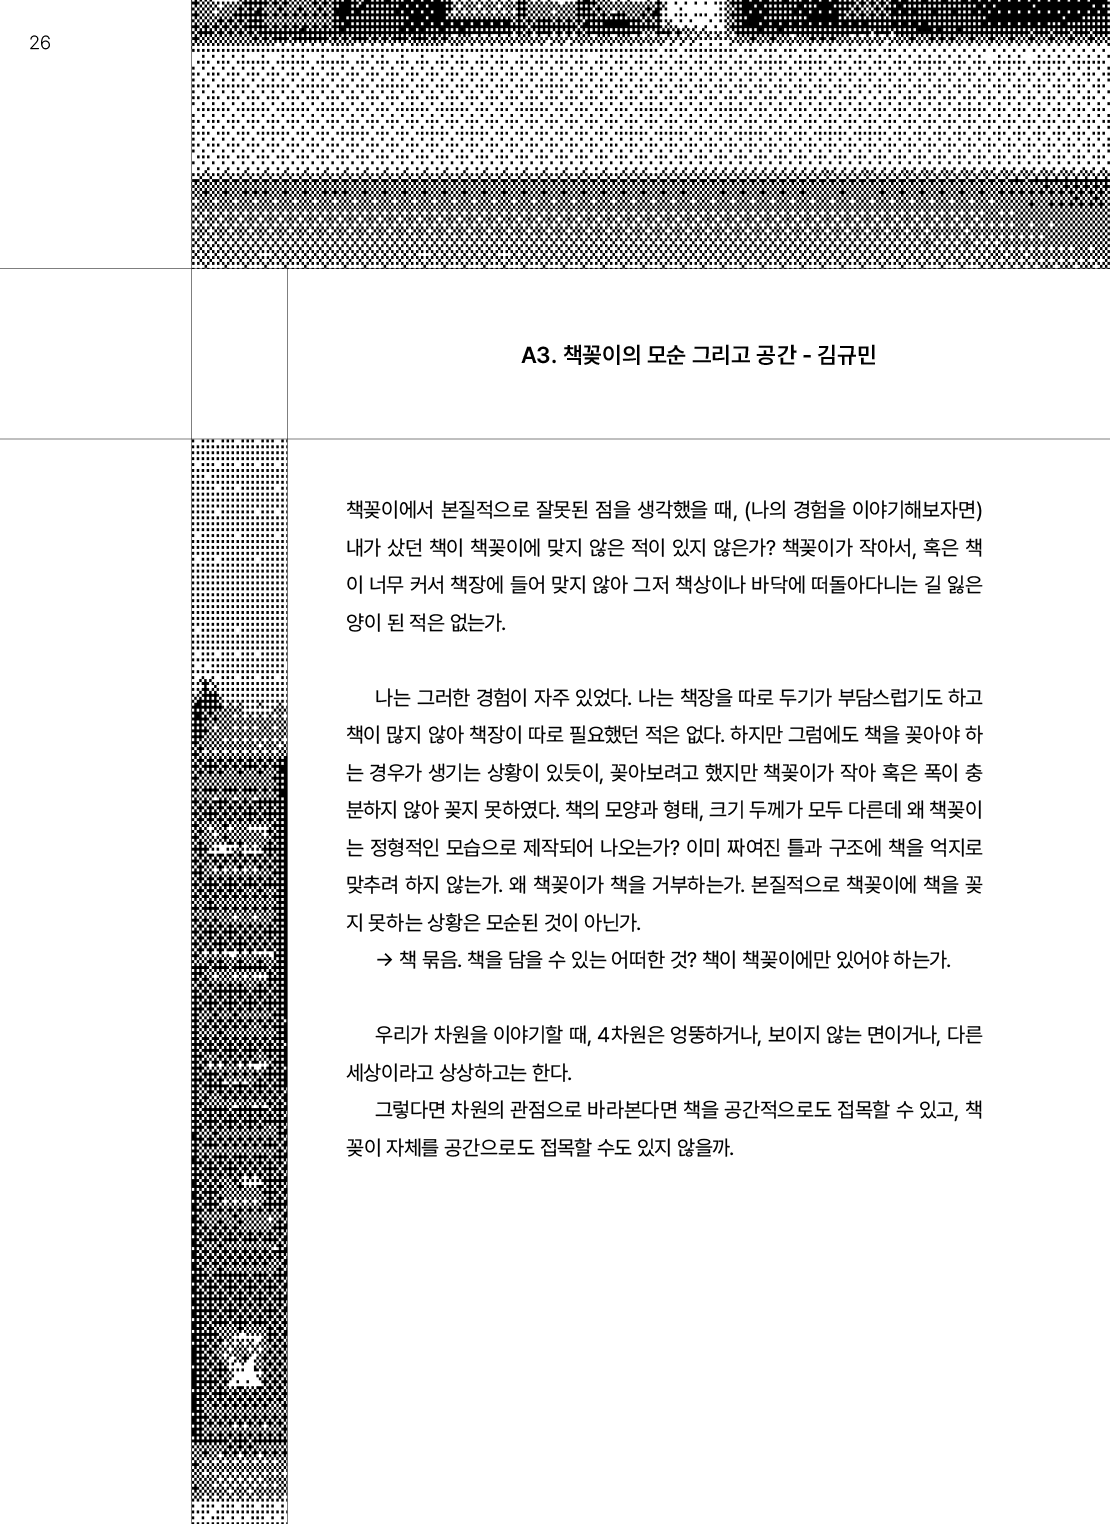 26
A3. 책꽂이의 모순 그리고 공간 - 김규민
책꽂이에서 본질적으로 잘못된 점을 생각했을 때, (나의 경험을 이야기해보자면)
내가 샀던 책이 책꽂이에 맞지 않은 적이 있지 않은가? 책꽂이가 작아서, 혹은 책
이 너무 커서 책장에 들어 맞지 않아 그저 책상이나 바닥에 떠돌아다니는 길 잃은
양이 된 적은 없는가.
나는 그러한 경험이 자주 있었다. 나는 책장을 따로 두기가 부담스럽기도 하고
책이 많지 않아 책장이 따로 필요했던 적은 없다. 하지만 그럼에도 책을 꽂아야 하
는 경우가 생기는 상황이 있듯이, 꽂아보려고 했지만 책꽂이가 작아 혹은 폭이 충
분하지 않아 꽂지 못하였다. 책의 모양과 형태, 크기 두께가 모두 다른데 왜 책꽂이
는 정형적인 모습으로 제작되어 나오는가? 이미 짜여진 틀과 구조에 책을 억지로
맞추려 하지 않는가. 왜 책꽂이가 책을 거부하는가. 본질적으로 책꽂이에 책을 꽂
지 못하는 상황은 모순된 것이 아닌가.
→ 책 묶음. 책을 담을 수 있는 어떠한 것? 책이 책꽂이에만 있어야 하는가.
우리가 차원을 이야기할 때, 4차원은 엉뚱하거나, 보이지 않는 면이거나, 다른
세상이라고 상상하고는 한다.
그렇다면 차원의 관점으로 바라본다면 책을 공간적으로도 접목할 수 있고, 책
꽂이 자체를 공간으로도 접목할 수도 있지 않을까.